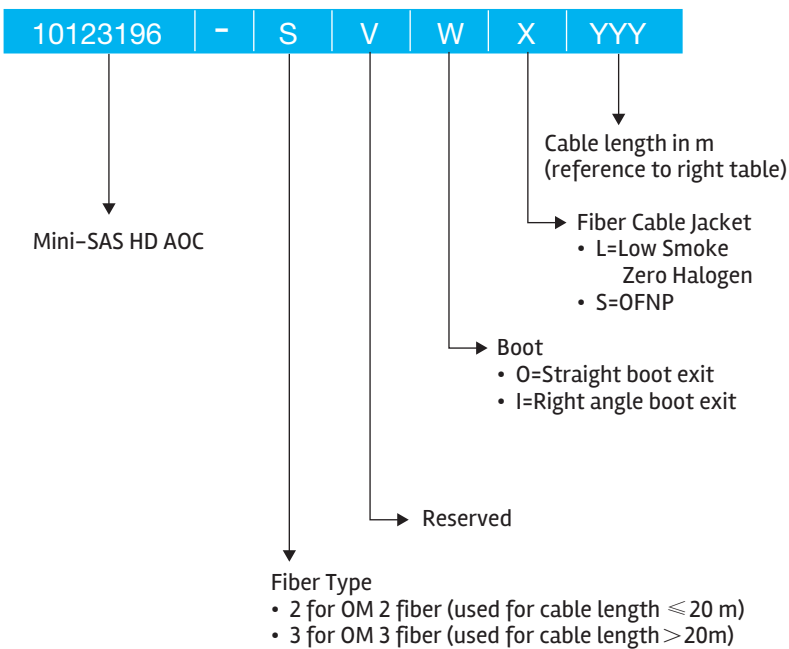 10123196 - S V W X YYY
Cable length in m
(reference to right table)
Fiber Cable Jacket
• L=Low Smoke
Zero Halogen
• S=OFNP
Mini-SAS HD AOC
Boot
• O=Straight boot exit
• I=Right angle boot exit
Reserved
Fiber Type
• 2 for OM 2 fiber (used for cable length ≤20 m)
• 3 for OM 3 fiber (used for cable length>20m)